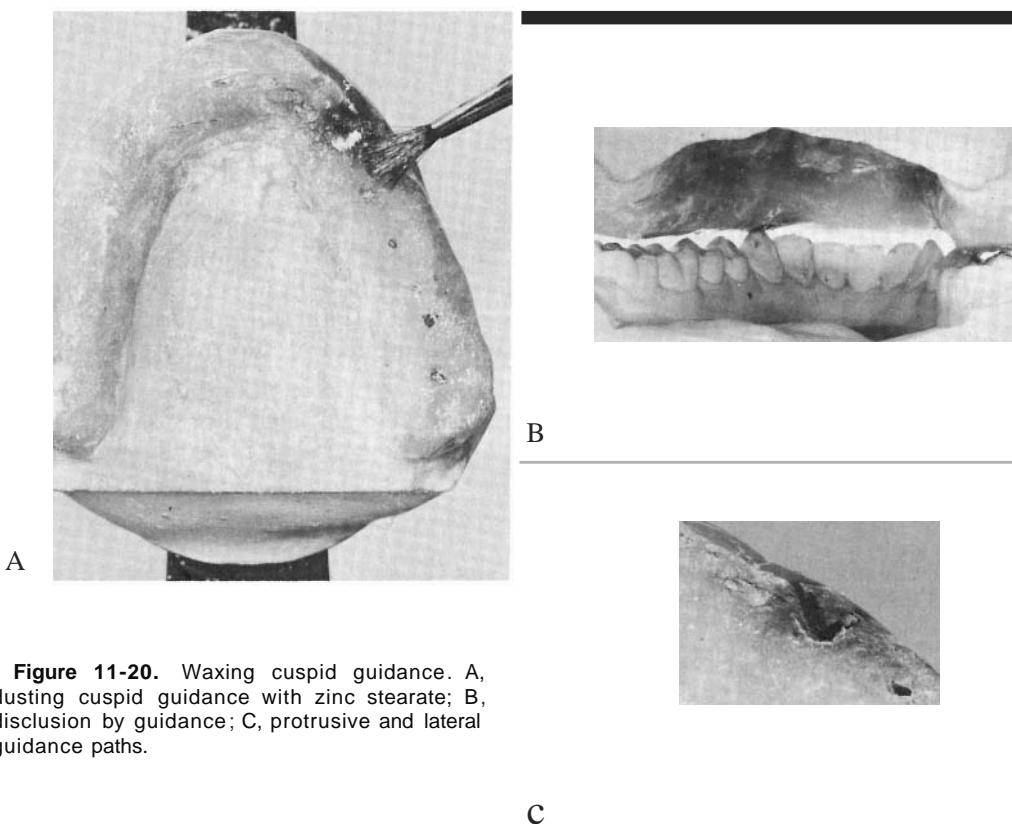 A
B
Figure 11-20. Waxing cuspid guidance. A,
dusting cuspid guidance with zinc stearate; B,
disclusion by guidance; C, protrusive and lateral
guidance paths.
C